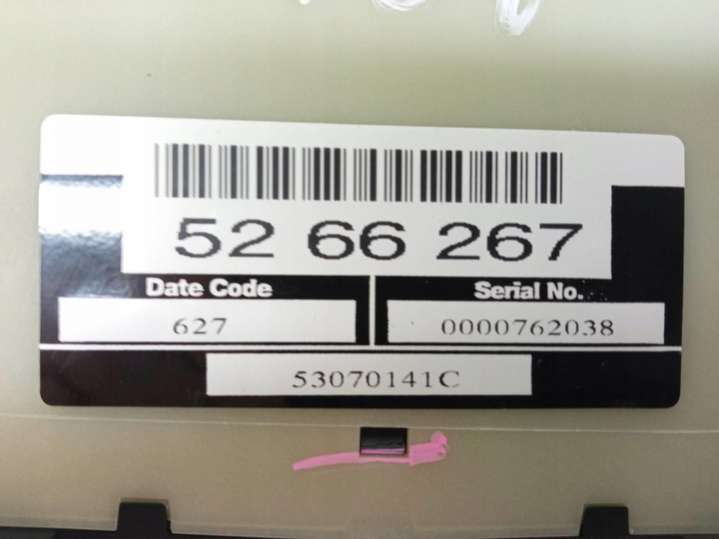 52 66 267
Date Code
Serial No.
627
0000762038
53070141C